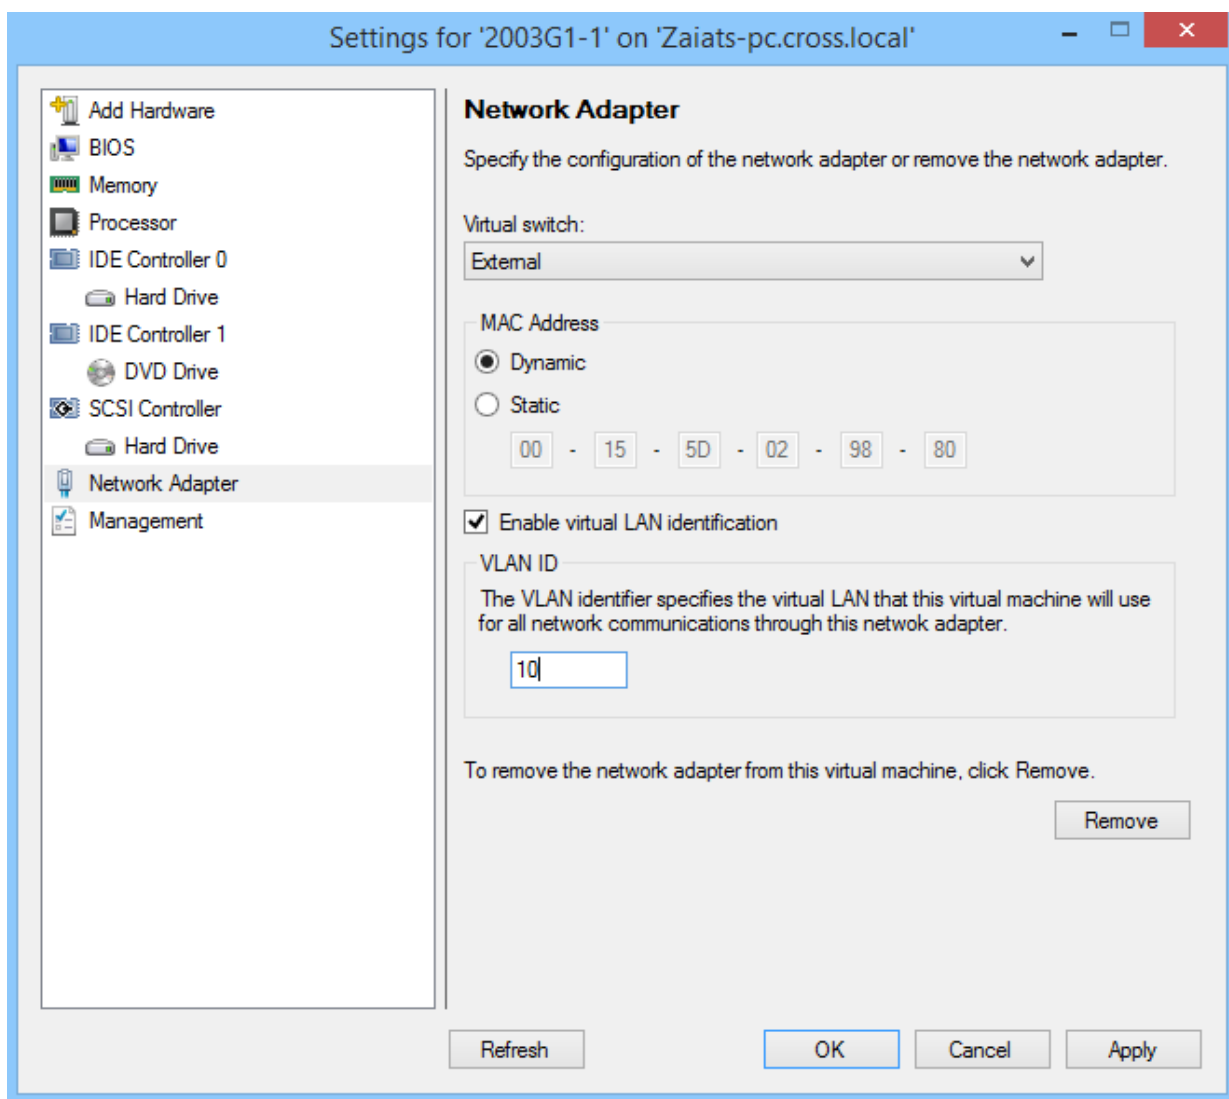 Settings for '2003G1-1' on 'Zaiats-pc.cross.local'
Add Hardware
BIOS
Memory
Processor
IDE Controller 0
Hard Drive
IDE Controller 1
DVD Drive
SCSI Controller
Hard Drive
Network Adapter
Management
Network Adapter
Specify the configuration of the network adapter or remove the network adapter.
Virtual switch:
External
MAC Address
Dynamic
Static
00 - 15 - 5D - 02 - 98 - 80
Enable virtual LAN identification
VLAN ID
The VLAN identifier specifies the virtual LAN that this virtual machine will use
for all network communications through this netwok adapter.
10
To remove the network adapter from this virtual machine, click Remove.
Remove
Refresh
OK
Cancel
Apply